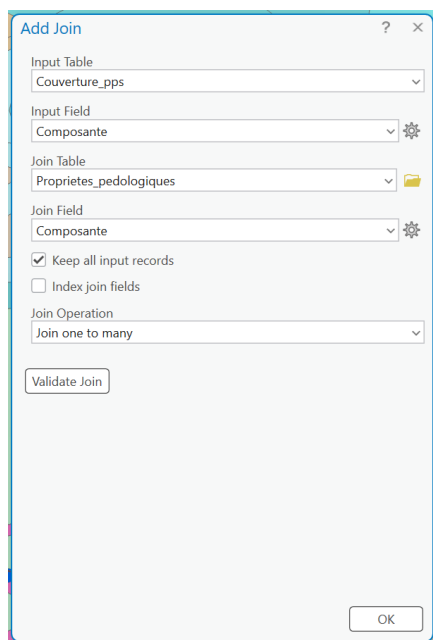 Add Join
?
Input Table
Couverture_pps
Input Field
Composante
Join Table
Proprietes_pedologiques
Join Field
Composante
Keep all input records
Index join fields
Join Operation
Join one to many
Validate Join
OK